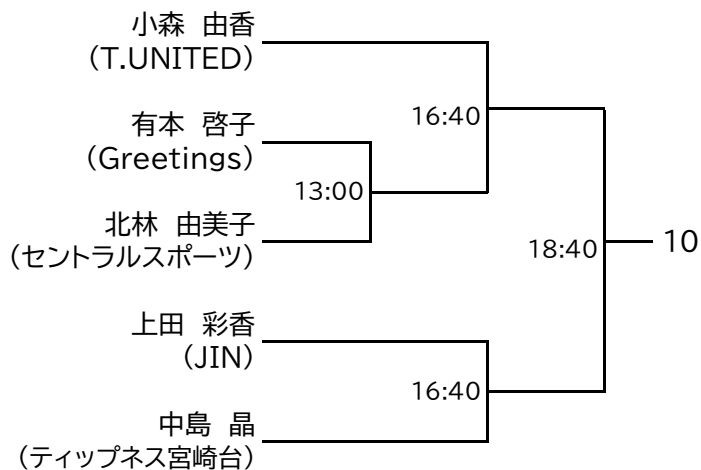 小森 由香
(T.UNITED)
16:40
有本 啓子
(Greetings)
13:00
北林 由美子
(セントラルスポーツ)
18:40
10
上田 彩香
(JIN)
16:40
中島 晶
(ティップネス宮崎台)